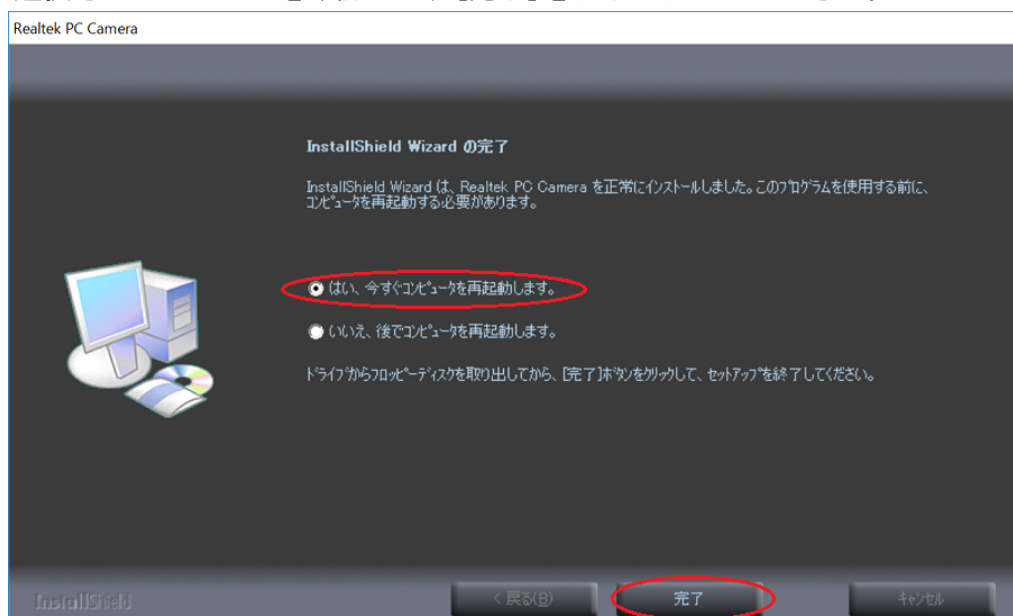 Realtek PC Camera
InstallShield Wizard の完了
InstallShield Wizard は、Realtek PC Camera を正常にインストールしました。このプログラムを使用する前に、
コンピュータを再起動する必要があります。
はい、今すぐコンピュータを再起動します。
いいえ、後でコンピュータを再起動します。
ドライブからフロッピーディスクを取り出してから、[完了]ボタンをクリックして、セットアップを終了してください。
InstallShield
< 戻る(B)
完了
キャンセル